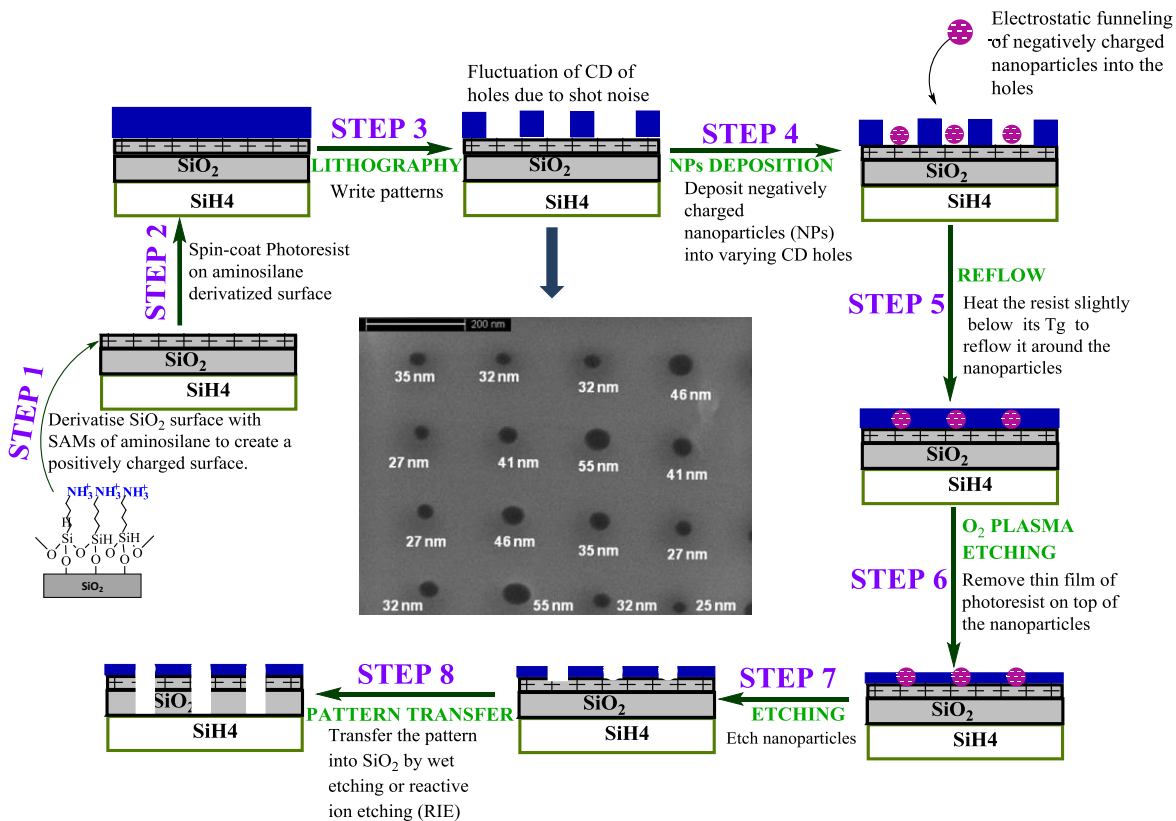 Electrostatic funneling
of negatively charged
nanoparticles into the
holes
Fluctuation of CD of
holes due to shot noise
STEP 3
LITHOGRAPHY
Write patterns
STEP 4
NPs DEPOSITION
Deposit negatively
charged
nanoparticles (NPs)
into varying CD holes
SiO2
SiH4
SiO2
SiH4
SiO2
SiH4
STEP 2
Spin-coat Photoresist
on aminosilane
derivatized surface
STEP 5
REFLOW
Heat the resist slightly
below its Tg to
reflow it around the
nanoparticles
SiO2
SiH4
STEP 1
Derivatise SiO2 surface with
SAMs of aminosilane to create a
positively charged surface.
NH3+ NH3+ NH3+
H
Si SiH SiH
O O O O
O O O
SiO2
200 nm
35 nm 32 nm 32 nm 46 nm
27 nm 41 nm 55 nm 41 nm
27 nm 46 nm 35 nm 27 nm
32 nm 55 nm 32 nm 25 nm
SiO2
SiH4
STEP 6
O2 PLASMA
ETCHING
Remove thin film of
photoresist on top of
the nanoparticles
SiO2
SiH4
STEP 7
ETCHING
Etch nanoparticles
SiO2
SiH4
STEP 8
PATTERN TRANSFER
Transfer the pattern
into SiO2 by wet
etching or reactive
ion etching (RIE)
SiO2
SiH4